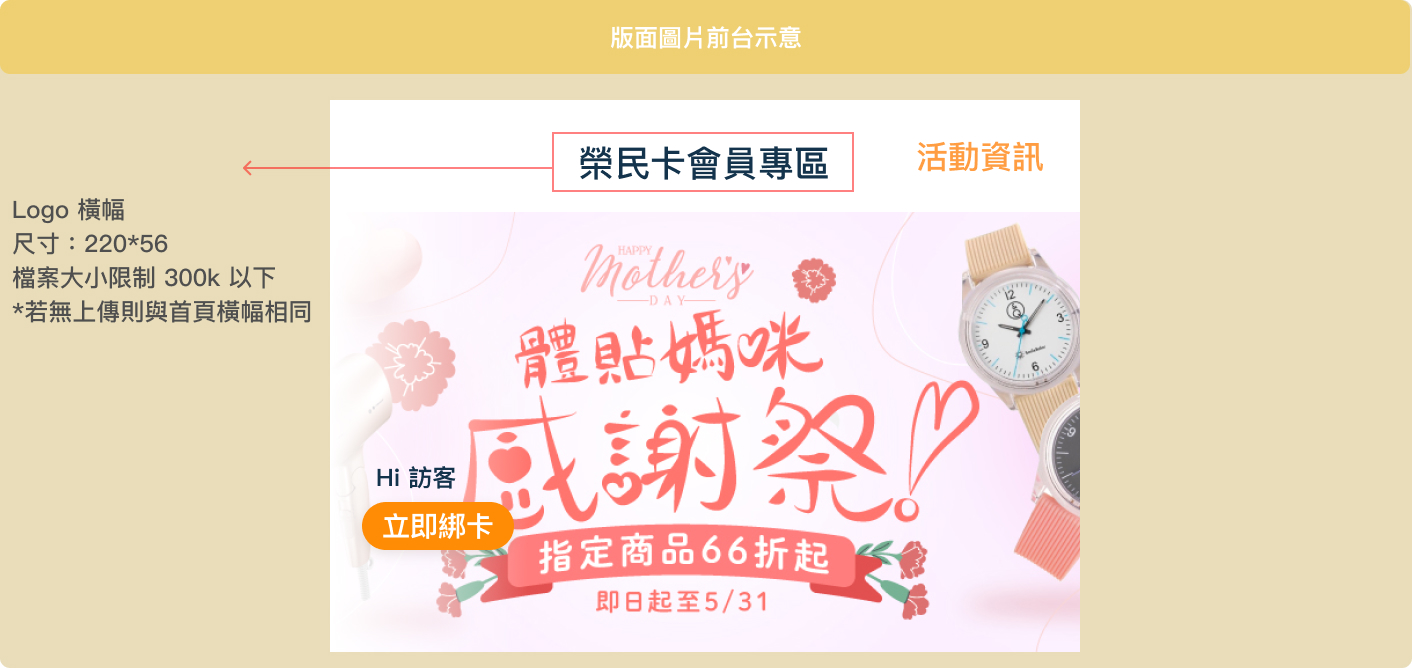 版面圖片前台示意
榮民卡會員專區
活動資訊
Logo 橫幅
尺寸：220*56
檔案大小限制 300k 以下
*若無上傳則與首頁橫幅相同
HAPPY
Mother's
DAY
體貼媽咪
感謝祭!
Hi 訪客
立即綁卡
指定商品66折起
即日起至5/31
12
3
6
9